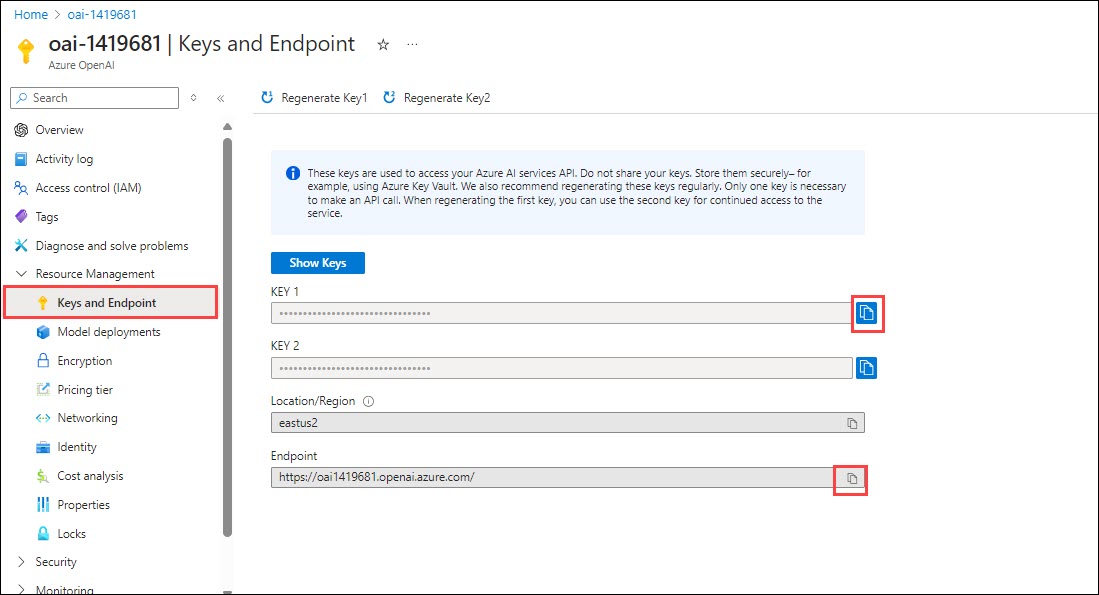 Home > oai-1419681
oai-1419681 | Keys and Endpoint
Azure OpenAI
Search
Regenerate Key1
Regenerate Key2
Overview
Activity log
Access control (IAM)
Tags
Diagnose and solve problems
Resource Management
Keys and Endpoint
Model deployments
Encryption
Pricing tier
Networking
Identity
Cost analysis
Properties
Locks
Security
Monitoring
These keys are used to access your Azure AI services API. Do not share your keys. Store them securely– for
example, using Azure Key Vault. We also recommend regenerating these keys regularly. Only one key is necessary
to make an API call. When regenerating the first key, you can use the second key for continued access to the
service.
Show Keys
KEY 1
KEY 2
Location/Region
eastus2
Endpoint
https://oai1419681.openai.azure.com/